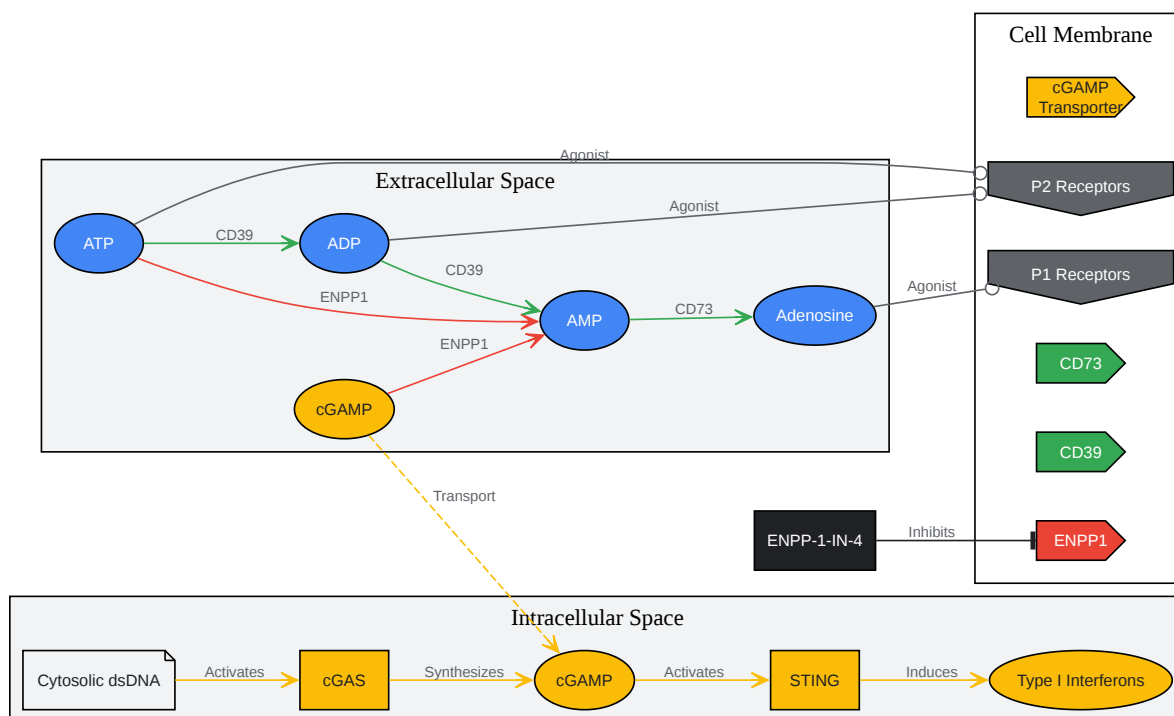 Cell Membrane
cGAMP
Transporter
Agonist
Extracellular Space
P2 Receptors
Agonist
CD39
ATP
ADP
CD39
P1 Receptors
Agonist
ENPP1
CD73
AMP
Adenosine
ENPP1
CD73
cGAMP
CD39
Transport
ENPP-1-IN-4
Inhibits
ENPP1
Intracellular Space
Cytosolic dsDNA
Activates
cGAS
Synthesizes
cGAMP
Activates
STING
Induces
Type I Interferons